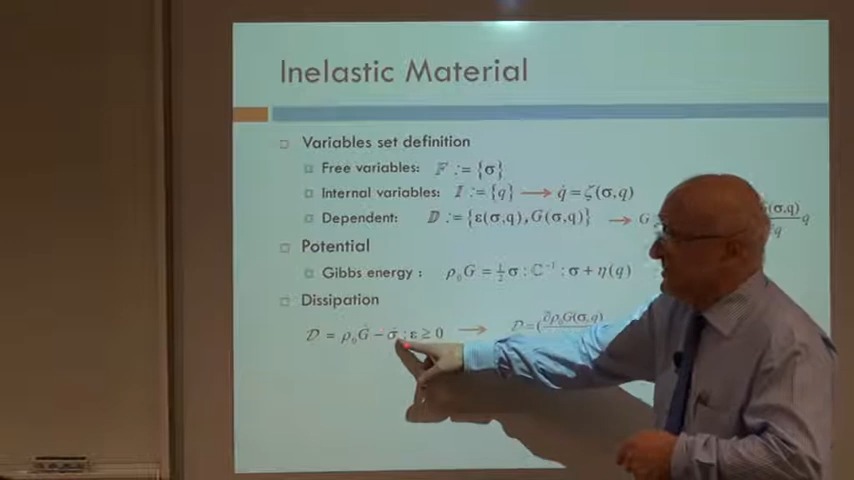 Inelastic Material
Variables set definition
Free variables: 𝔽 := {σ}
Internal variables: 𝕀 := {q} → q̇ = ζ(σ,q)
Dependent: 𝔻 := {ε(σ,q), G(σ,q)} →
Potential
Gibbs energy : ρ₀G = ½ σ : ℂ⁻¹ : σ + η(q)
Dissipation
𝒟 = ρ₀Ġ − σ̇ : ε ≥ 0 → 𝒟 = (∂ρ₀G(σ,q)